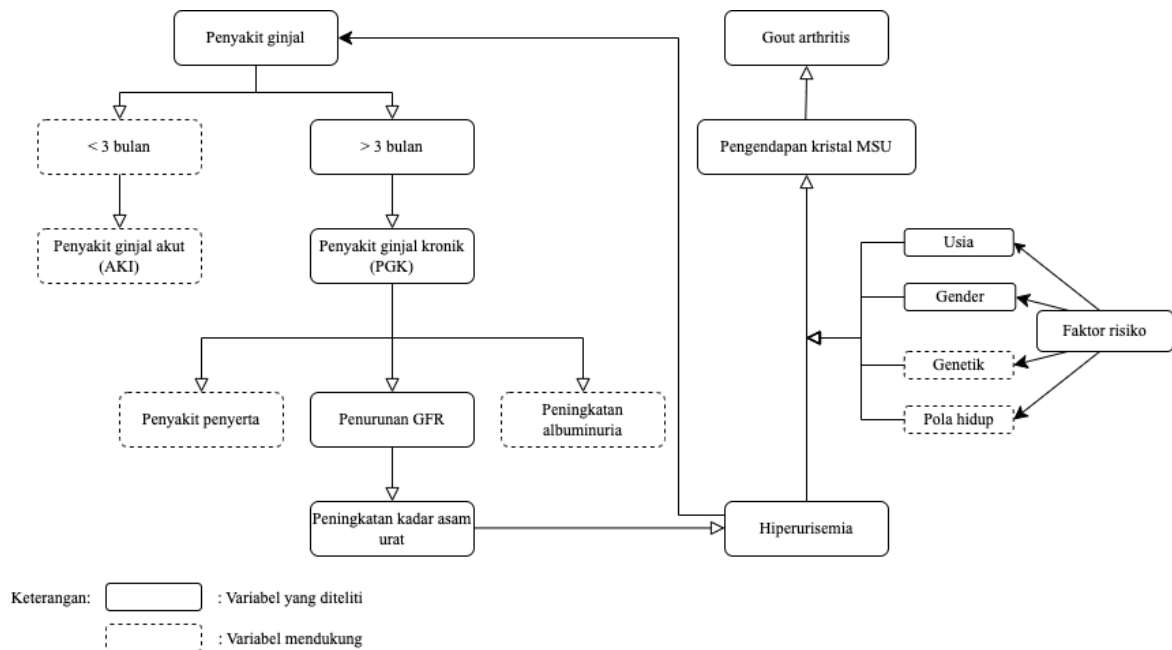 Penyakit ginjal
Gout arthritis
< 3 bulan
> 3 bulan
Pengendapan kristal MSU
Penyakit ginjal akut
(AKI)
Penyakit ginjal kronik
(PGK)
Usia
Gender
Faktor risiko
Genetik
Pola hidup
Penyakit penyerta
Penurunan GFR
Peningkatan
albuminuria
Peningkatan kadar asam
urat
Hiperurisemia
Keterangan:
: Variabel yang diteliti
: Variabel mendukung